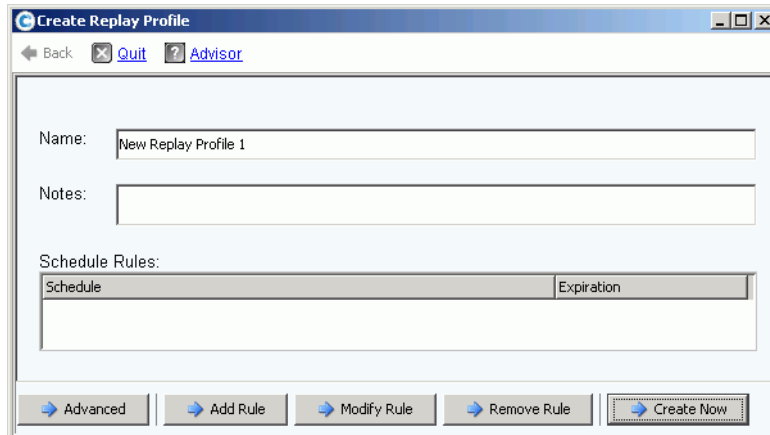 Create Replay Profile
Back Quit Advisor
Name: New Replay Profile 1
Notes:
Schedule Rules:
Schedule Expiration
Advanced Add Rule Modify Rule Remove Rule Create Now